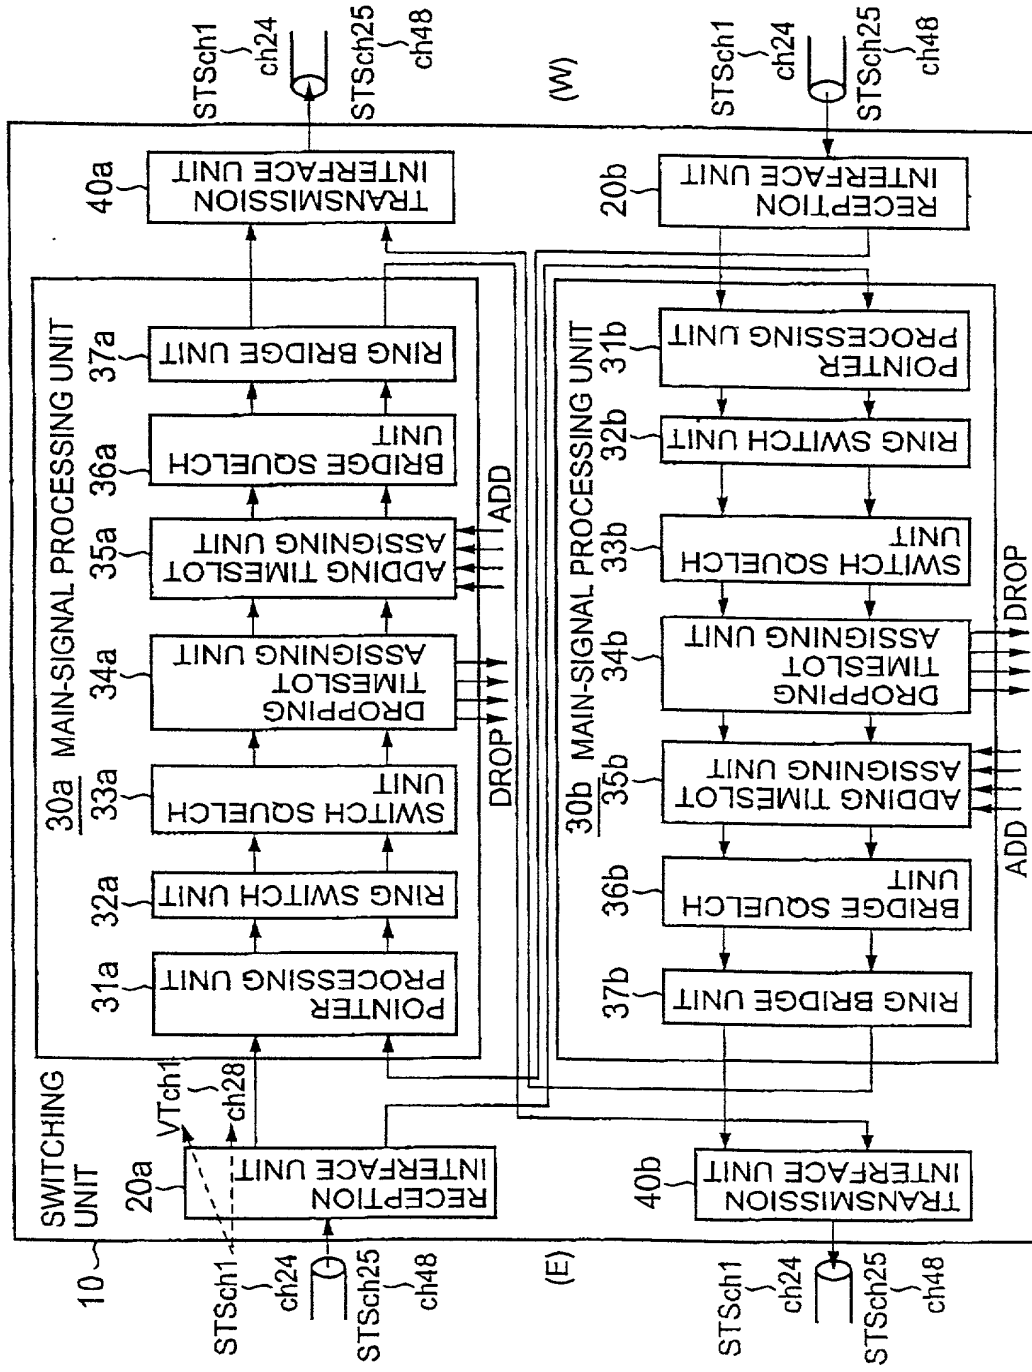 10
SWITCHING
UNIT
STSch1
ch24
STSch25
ch48
VTch1
ch28
20a
RECEPTION
INTERFACE UNIT
30a MAIN-SIGNAL PROCESSING UNIT
31a
POINTER
PROCESSING UNIT
32a
RING SWITCH UNIT
33a
SWITCH SQUELCH
UNIT
34a
DROPPING
TIMESLOT
ASSIGNING UNIT
DROP
35a
ADDING TIMESLOT
ASSIGNING UNIT
ADD
36a
BRIDGE SQUELCH
UNIT
37a
RING BRIDGE UNIT
40a
TRANSMISSION
INTERFACE UNIT
STSch1
ch24
STSch25
ch48
(E)
(W)
STSch1
ch24
STSch25
ch48
40b
TRANSMISSION
INTERFACE UNIT
30b MAIN-SIGNAL PROCESSING UNIT
37b
RING BRIDGE UNIT
36b
BRIDGE SQUELCH
UNIT
35b
ADDING TIMESLOT
ASSIGNING UNIT
ADD
34b
DROPPING
TIMESLOT
ASSIGNING UNIT
DROP
33b
SWITCH SQUELCH
UNIT
32b
RING SWITCH UNIT
31b
POINTER
PROCESSING UNIT
20b
RECEPTION
INTERFACE UNIT
STSch1
ch24
STSch25
ch48